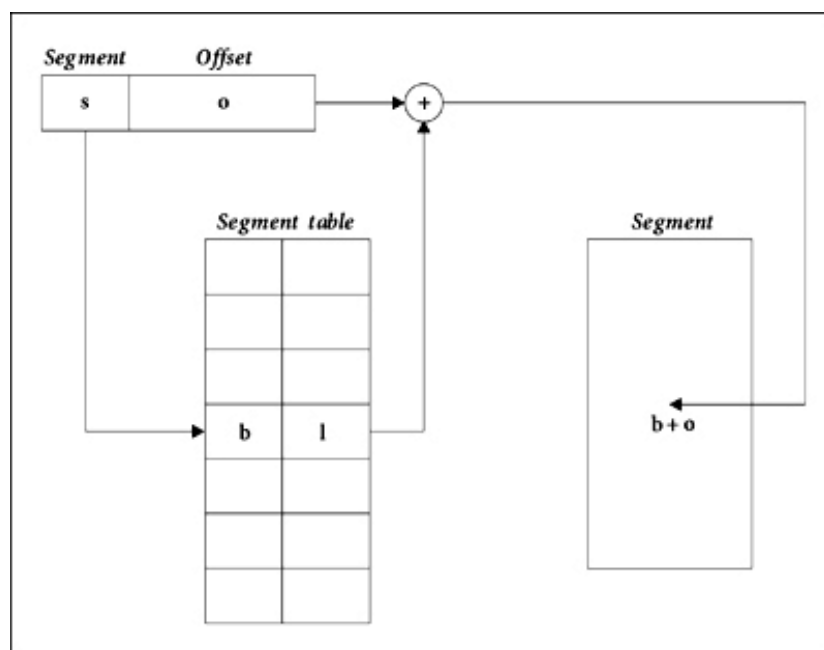 Segment Offset
s o +
Segment table
Segment
b l
b + o